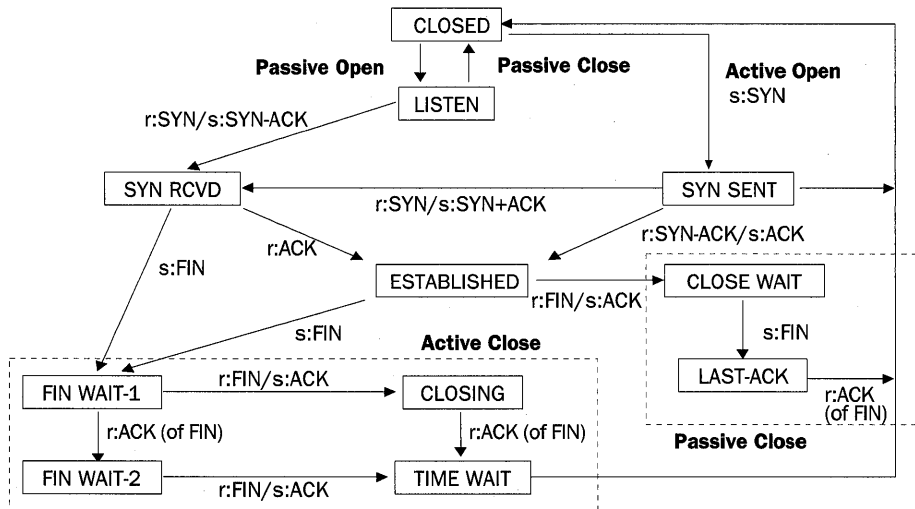 CLOSED
Passive Open
Passive Close
Active Open
s:SYN
LISTEN
r:SYN/s:SYN-ACK
SYN RCVD
SYN SENT
r:SYN/s:SYN+ACK
r:ACK
r:SYN-ACK/s:ACK
s:FIN
ESTABLISHED
CLOSE WAIT
r:FIN/s:ACK
s:FIN
s:FIN
Active Close
FIN WAIT-1
r:FIN/s:ACK
CLOSING
LAST-ACK
r:ACK
(of FIN)
r:ACK (of FIN)
r:ACK (of FIN)
Passive Close
FIN WAIT-2
r:FIN/s:ACK
TIME WAIT